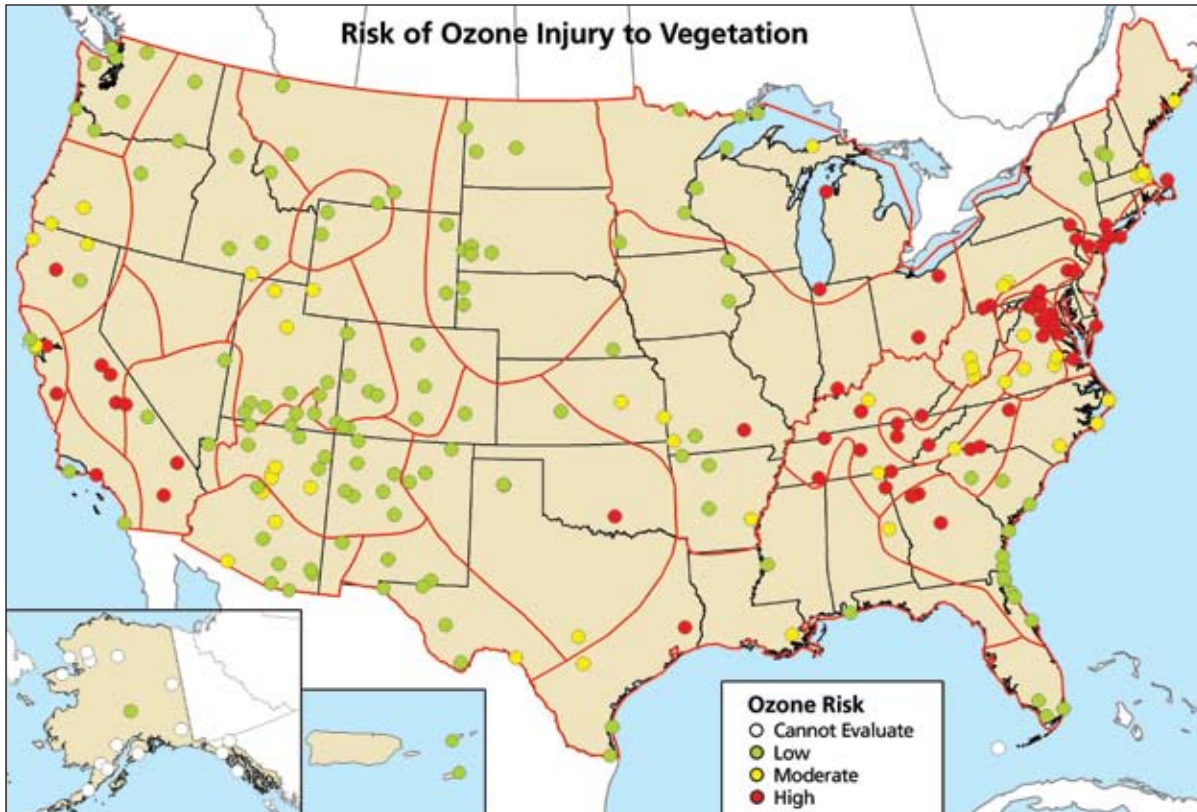 Risk of Ozone Injury to Vegetation
Ozone Risk
Cannot Evaluate
Low
Moderate
High